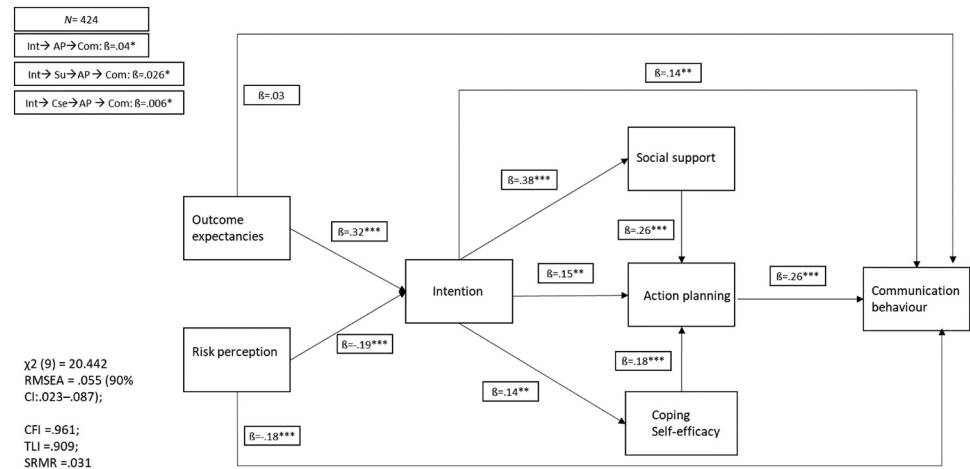 N= 424
Int→ AP→Com: ß=.04*
Int→ Su→AP → Com: ß=.026*
Int→ Cse→AP → Com: ß=.006*
ß=.14**
ß=.03
Social support
ß=.38***
Outcome
expectancies
ß=.32***
ß=.26***
Intention
ß=.15**
Action planning
ß=.26***
Communication
behaviour
Risk perception
ß=-.19***
ß=.18***
χ2 (9) = 20.442
RMSEA = .055 (90%
CI:.023–.087);
ß=.14**
Coping
Self-efficacy
ß=-.18***
CFI =.961;
TLI =.909;
SRMR =.031